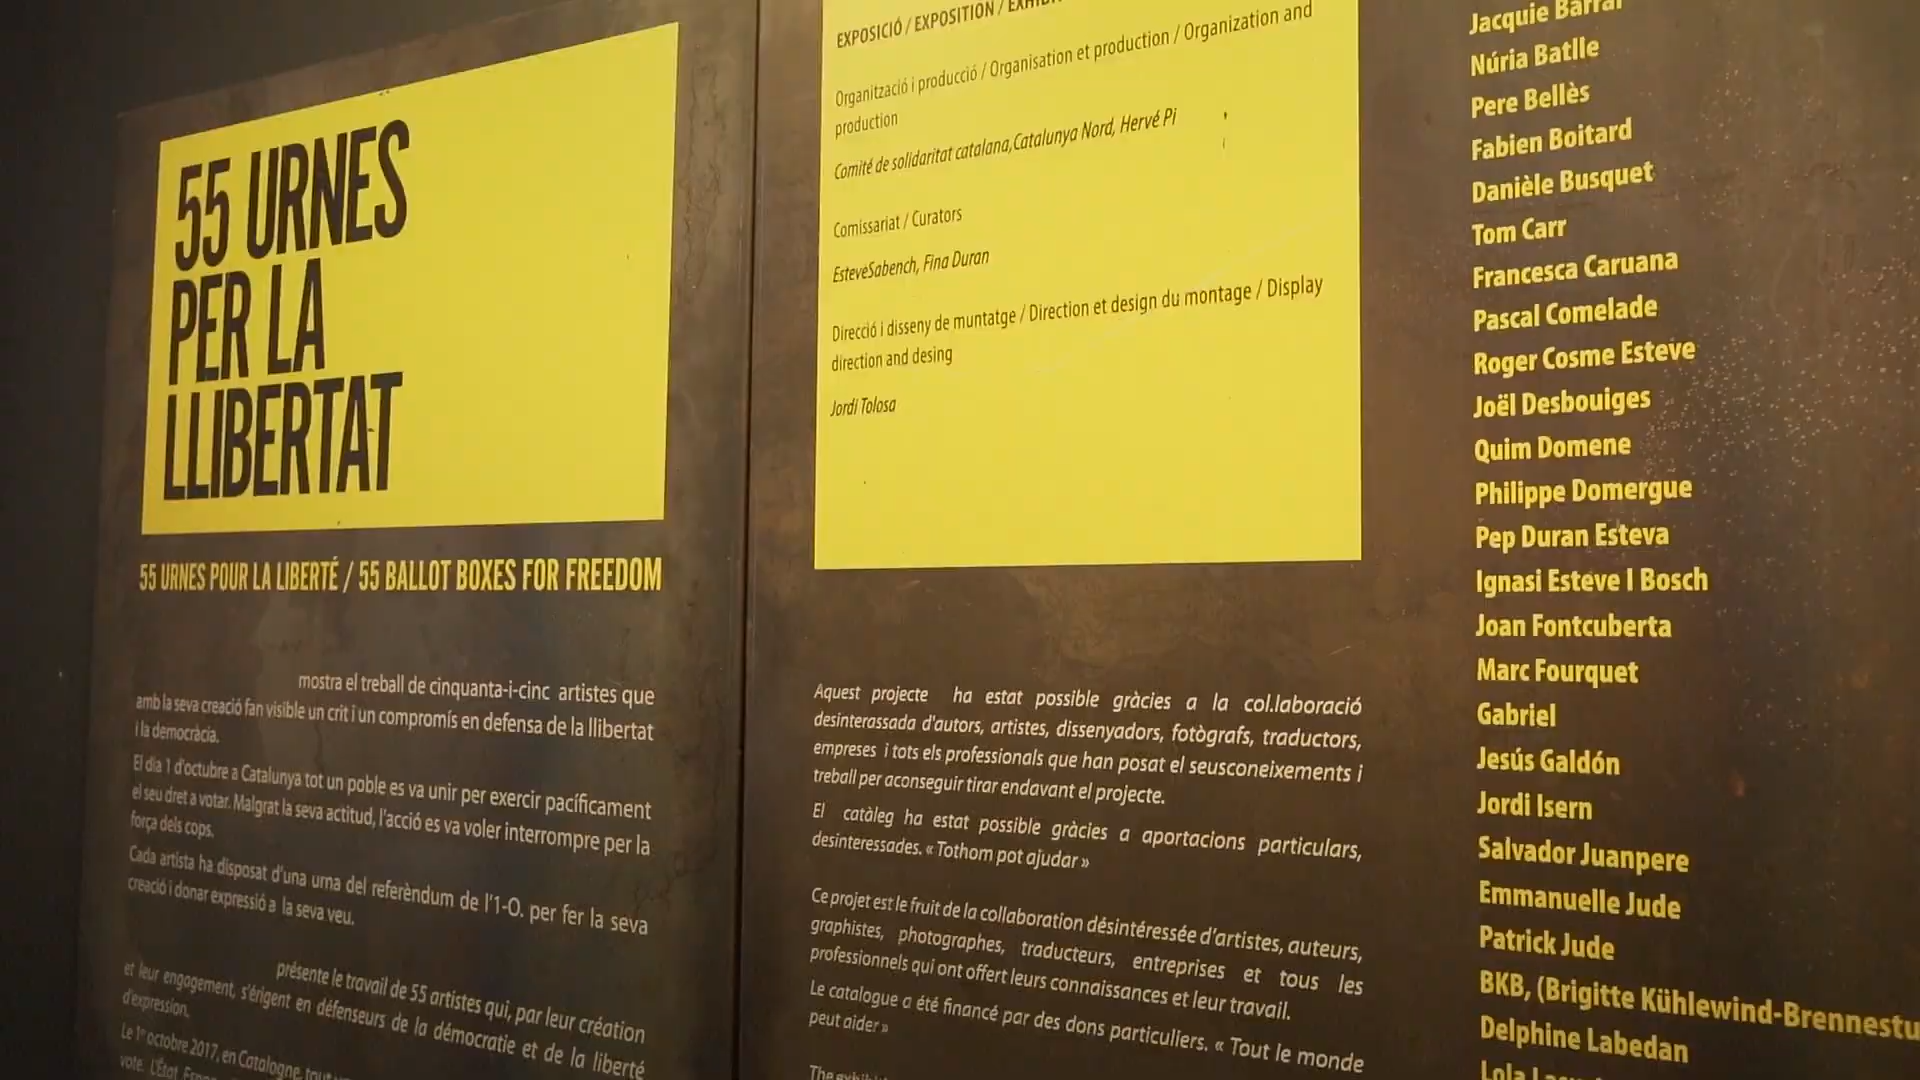 55 URNES
PER LA
LLIBERTAT
55 URNES POUR LA LIBERTÉ / 55 BALLOT BOXES FOR FREEDOM
mostra el treball de cinquanta-i-cinc artistes que
amb la seva creació fan visible un crit i un compromís en defensa de la llibertat
i la democràcia.
El dia 1 d'octubre a Catalunya tot un poble es va unir per exercir pacíficament
el seu dret a votar. Malgrat la seva actitud, l'acció es va voler interrompre per la
força dels cops.
Cada artista ha disposat d'una urna del referèndum de l'1-O. per fer la seva
creació i donar expressió a la seva veu.
présente le travail de 55 artistes qui, par leur création
et leur engagement, s'érigent en défenseurs de la démocratie et de la liberté
d'expression.
Le 1er octobre 2017, en Catalogne, tout
vote. L'État
EXPOSICIÓ / EXPOSITION /
Organització i producció / Organisation et production / Organization and
production
Comité de solidaritat catalana,Catalunya Nord, Hervé Pi
Comissariat / Curators
EsteveSabench, Fina Duran
Direcció i disseny de muntatge / Direction et design du montage / Display
direction and desing
Jordi Tolosa
Aquest projecte ha estat possible gràcies a la col.laboració
desinterassada d'autors, artistes, dissenyadors, fotògrafs, traductors,
empreses i tots els professionals que han posat el seusconeixements i
treball per aconseguir tirar endavant el projecte.
El catàleg ha estat possible gràcies a aportacions particulars,
desinteressades. « Tothom pot ajudar »
Ce projet est le fruit de la collaboration désintéressée d'artistes, auteurs,
graphistes, photographes, traducteurs, entreprises et tous les
professionnels qui ont offert leurs connaissances et leur travail.
Le catalogue a été financé par des dons particuliers. « Tout le monde
peut aider »
The
Jacquie Barral
Núria Batlle
Pere Bellès
Fabien Boitard
Danièle Busquet
Tom Carr
Francesca Caruana
Pascal Comelade
Roger Cosme Esteve
Joël Desbouiges
Quim Domene
Philippe Domergue
Pep Duran Esteva
Ignasi Esteve I Bosch
Joan Fontcuberta
Marc Fourquet
Gabriel
Jesús Galdón
Jordi Isern
Salvador Juanpere
Emmanuelle Jude
Patrick Jude
BKB, (Brigitte Kühlewind-Brennestu
Delphine Labedan
Lola